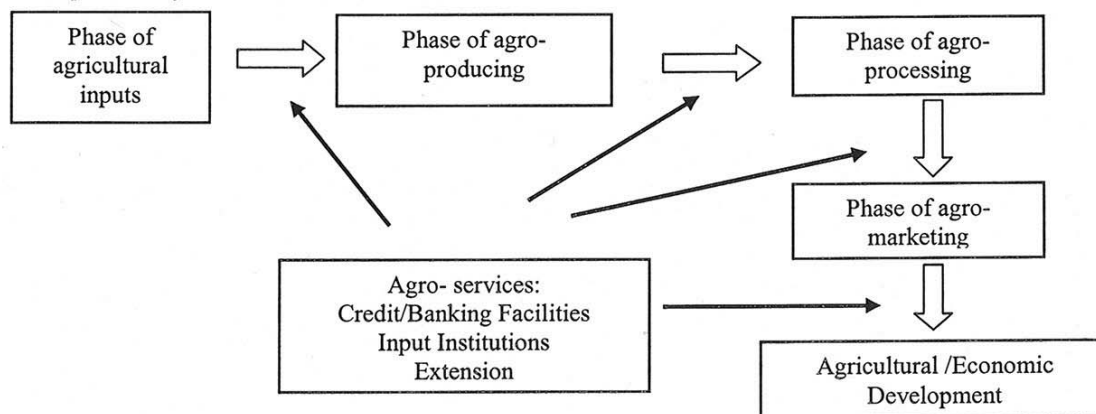 Phase of
agricultural
inputs
Phase of agro-
producing
Phase of agro-
processing
Phase of agro-
marketing
Agro- services:
Credit/Banking Facilities
Input Institutions
Extension
Agricultural /Economic
Development